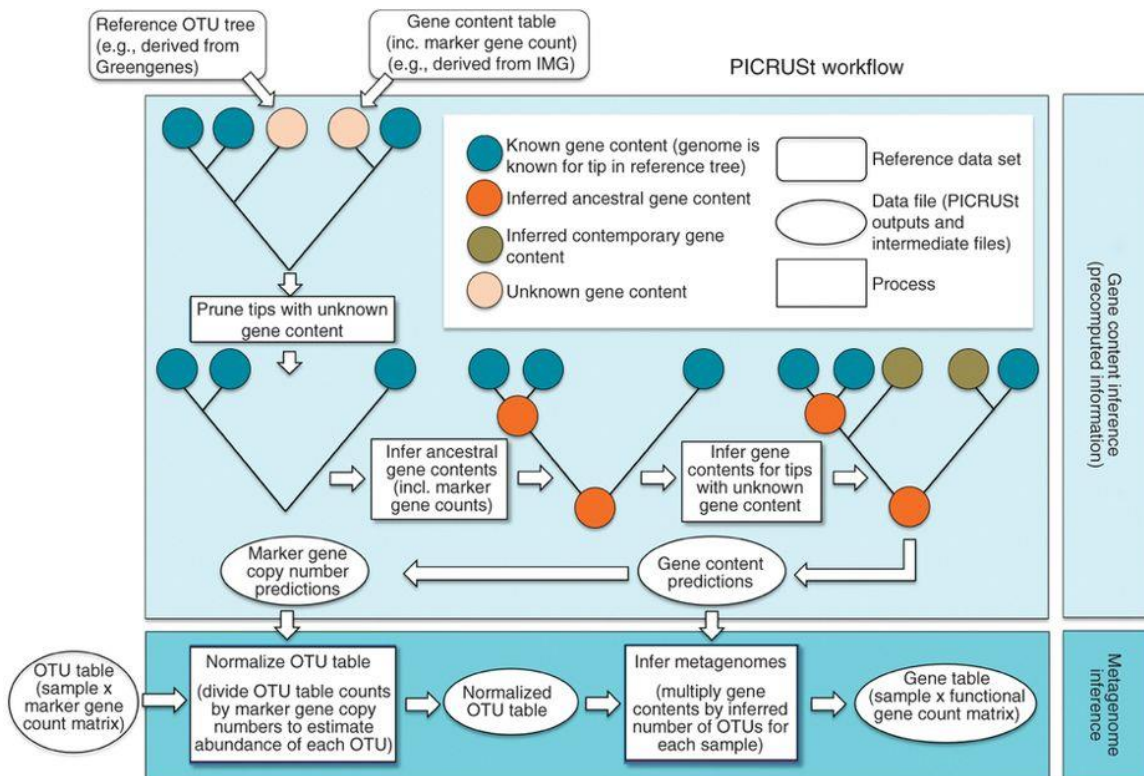 Reference OTU tree
(e.g., derived from
Greengenes)
Gene content table
(inc. marker gene count)
(e.g., derived from IMG)
PICRUSt workflow
Known gene content (genome is
known for tip in reference tree)
Inferred ancestral gene content
Inferred contemporary gene
content
Unknown gene content
Reference data set
Data file (PICRUSt
outputs and
intermediate files)
Process
Prune tips with unknown
gene content
Infer ancestral
gene contents
(incl. marker
gene counts)
Infer gene
contents for tips
with unknown
gene content
Marker gene
copy number
predictions
Gene content
predictions
Gene content inference
(precomputed information)
OTU table
(sample x
marker gene
count matrix)
Normalize OTU table
(divide OTU table counts
by marker gene copy
numbers to estimate
abundance of each OTU)
Normalized
OTU table
Infer metagenomes
(multiply gene
contents by inferred
number of OTUs for
each sample)
Gene table
(sample x functional
gene count matrix)
Metagenome
inference